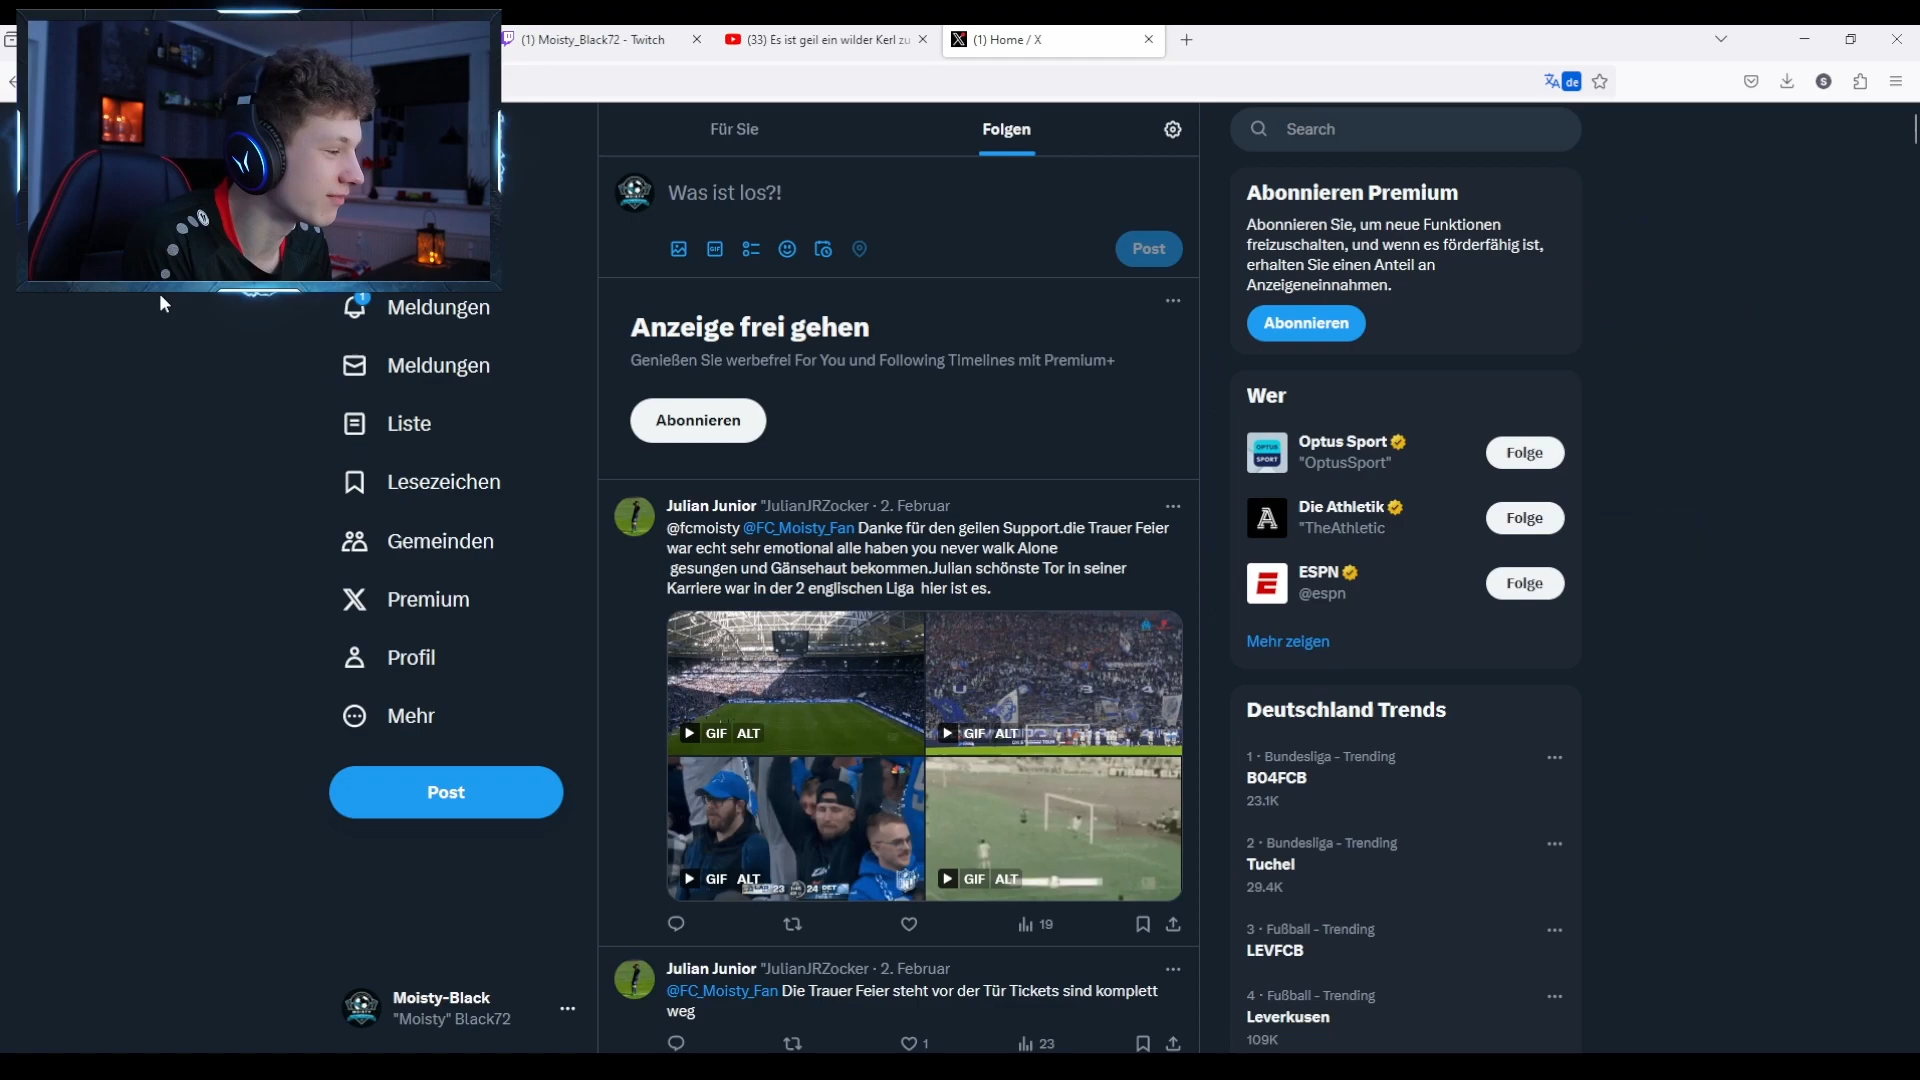 (1) Moisty_Black72 - Twitch
(33) Es ist geil ein wilder Kerl zu
(1) Home / X
de
S
Für Sie
Folgen
Search
Was ist los?!
GIF
Post
Abonnieren Premium
Abonnieren Sie, um neue Funktionen
freizuschalten, und wenn es förderfähig ist,
erhalten Sie einen Anteil an
Anzeigeneinnahmen.
Abonnieren
1
Meldungen
Meldungen
Liste
Lesezeichen
Gemeinden
Premium
Profil
Mehr
Post
Moisty-Black
"Moisty" Black72
Anzeige frei gehen
Genießen Sie werbefrei For You und Following Timelines mit Premium+
Abonnieren
Julian Junior "JulianJRZocker · 2. Februar
@fcmoisty @FC_Moisty_Fan Danke für den geilen Support.die Trauer Feier
war echt sehr emotional alle haben you never walk Alone
gesungen und Gänsehaut bekommen.Julian schönste Tor in seiner
Karriere war in der 2 englischen Liga hier ist es.
GIF ALT
GIF ALT
GIF ALT
23
24 DET
GIF ALT
19
Julian Junior "JulianJRZocker · 2. Februar
@FC_Moisty_Fan Die Trauer Feier steht vor der Tür Tickets sind komplett
weg
1
23
Wer
OPTUS
SPORT
Optus Sport
"OptusSport"
Folge
Die Athletik
"TheAthletic
Folge
ESPN
@espn
Folge
Mehr zeigen
Deutschland Trends
1 · Bundesliga - Trending
B04FCB
23.1K
2 · Bundesliga - Trending
Tuchel
29.4K
3 · Fußball - Trending
LEVFCB
4 · Fußball - Trending
Leverkusen
109K